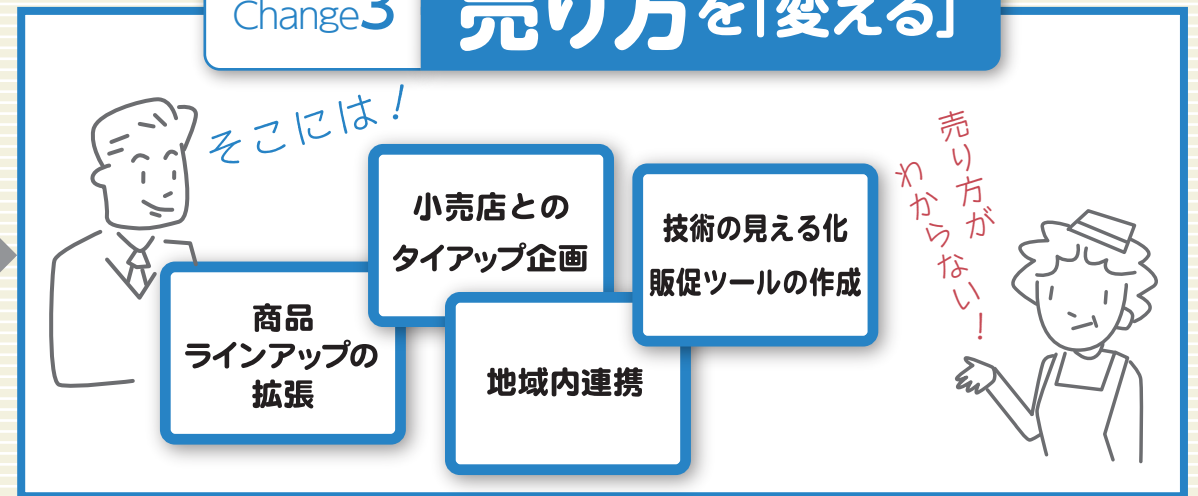 Change3
売り方を「変える」
そこには!
小売店との
タイアップ企画
技術の見える化
販促ツールの作成
商品
ラインアップの
拡張
地域内連携
売り方が
わからない!